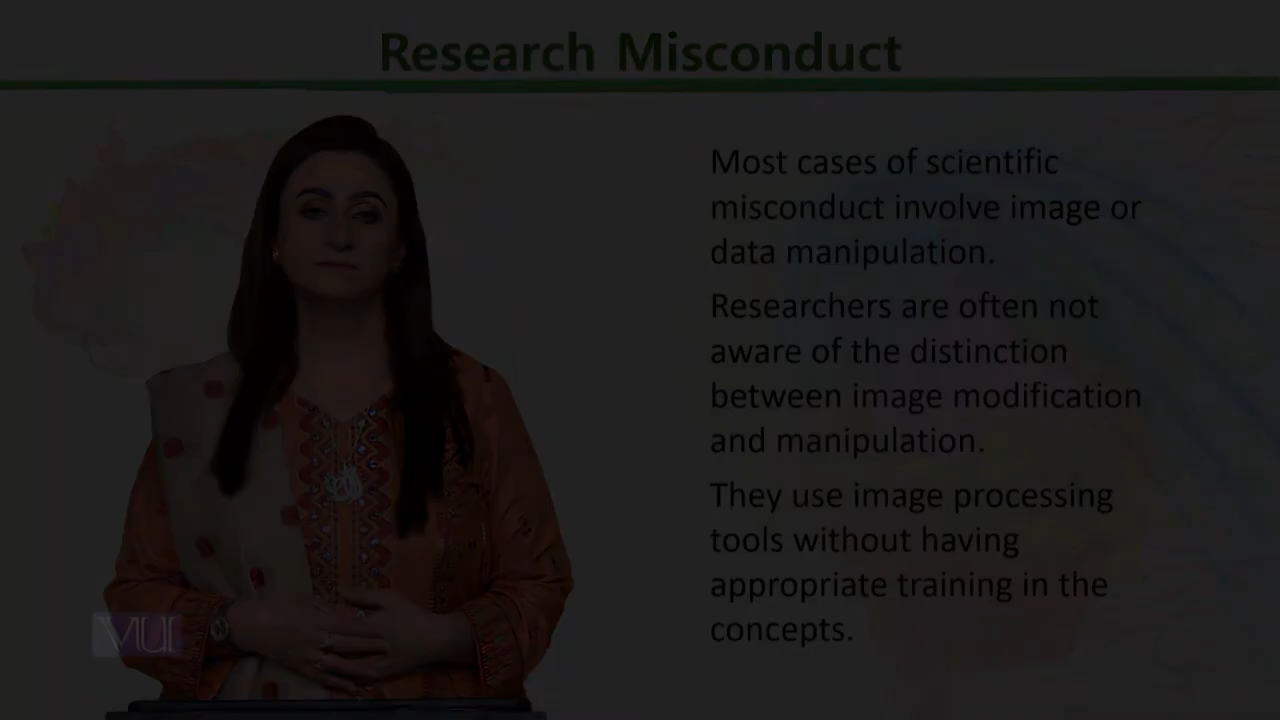 Research Misconduct
Most cases of scientific
misconduct involve image or
data manipulation.
Researchers are often not
aware of the distinction
between image modification
and manipulation.
They use image processing
tools without having
appropriate training in the
concepts.
VU